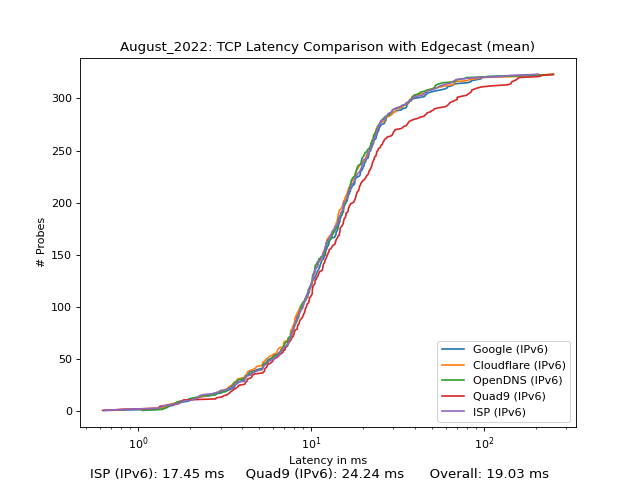 August_2022: TCP Latency Comparison with Edgecast (mean)
300
250
200
150
100
50
0
# Probes
Google (IPv6)
Cloudflare (IPv6)
OpenDNS (IPv6)
Quad9 (IPv6)
ISP (IPv6)
10⁰ 10¹ 10²
Latency in ms
ISP (IPv6): 17.45 ms Quad9 (IPv6): 24.24 ms Overall: 19.03 ms